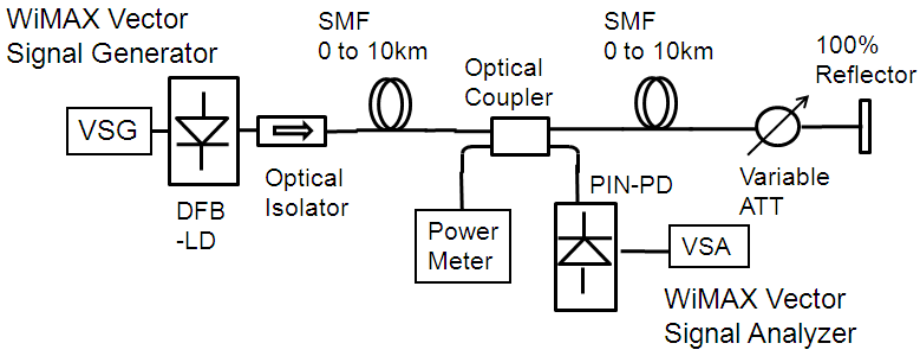 WiMAX Vector
Signal Generator
SMF
0 to 10km
SMF
0 to 10km
100%
Reflector
Optical
Coupler
VSG
Optical
Isolator
DFB
-LD
Power
Meter
PIN-PD
Variable
ATT
VSA
WiMAX Vector
Signal Analyzer